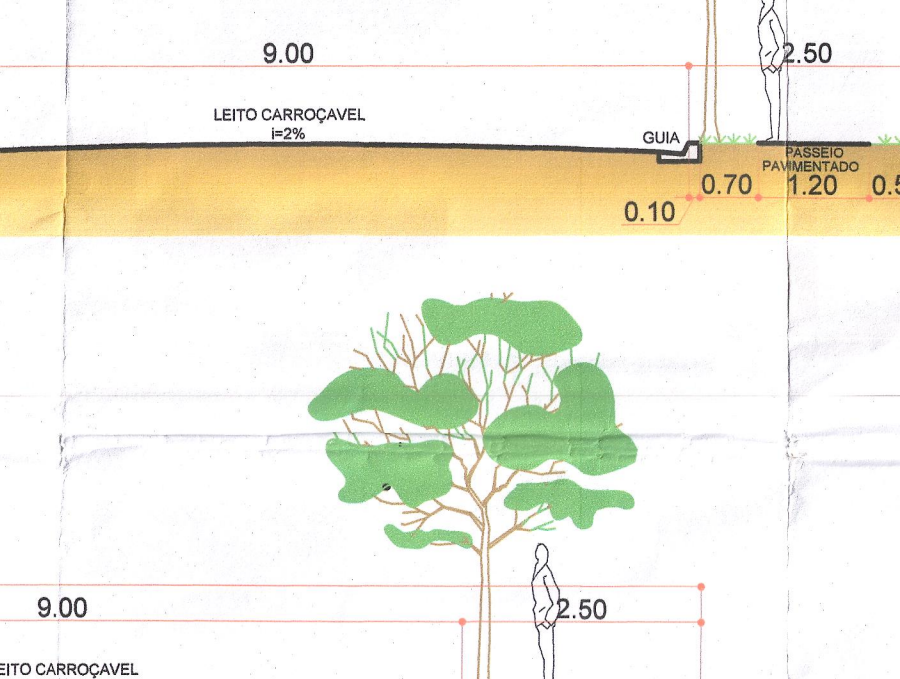 9.00
2.50
LEITO CARROÇAVEL
i=2%
GUIA
PASSEIO
PAVIMENTADO
0.70
1.20
0.10
9.00
2.50
EITO CARROÇAVEL